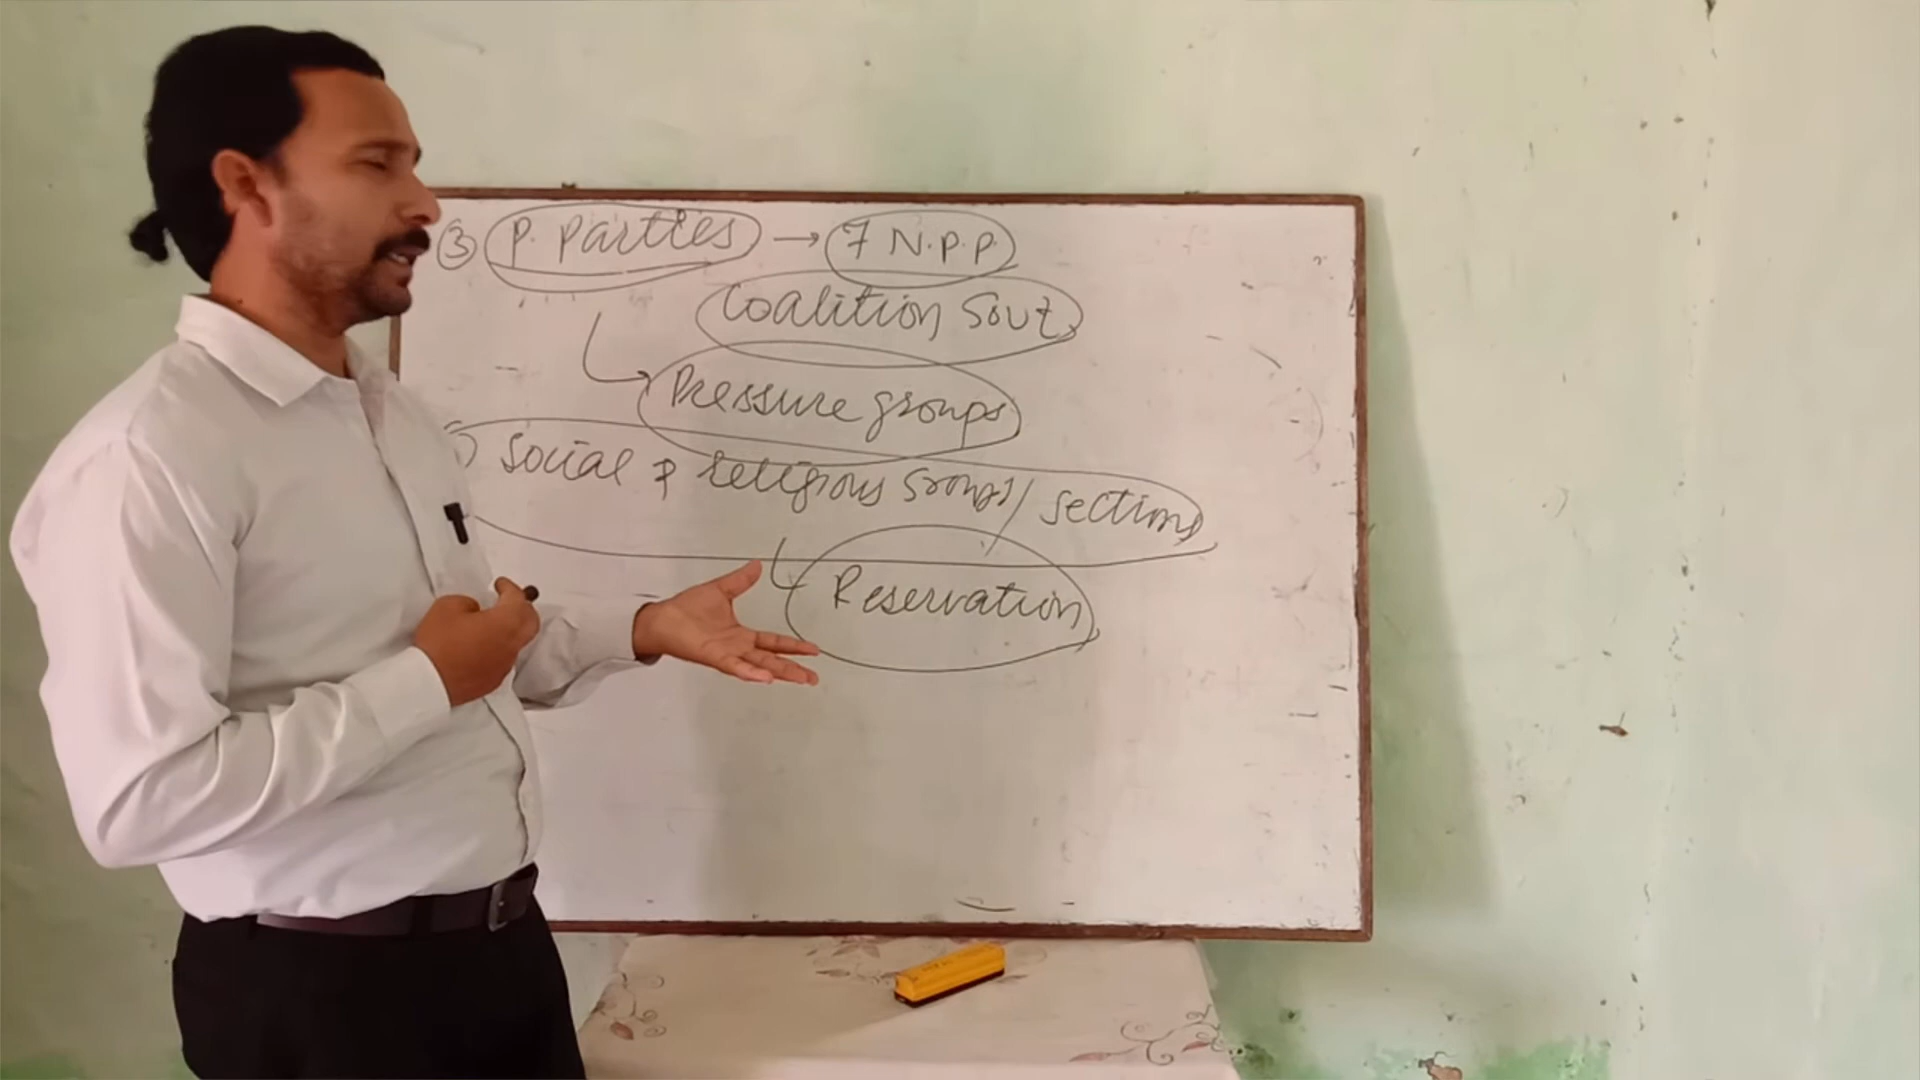 ③ P. Parties → 7 N.P.P.
Coalition Govt
Pressure groups
) Social & religious Groups/ Sections
Reservation